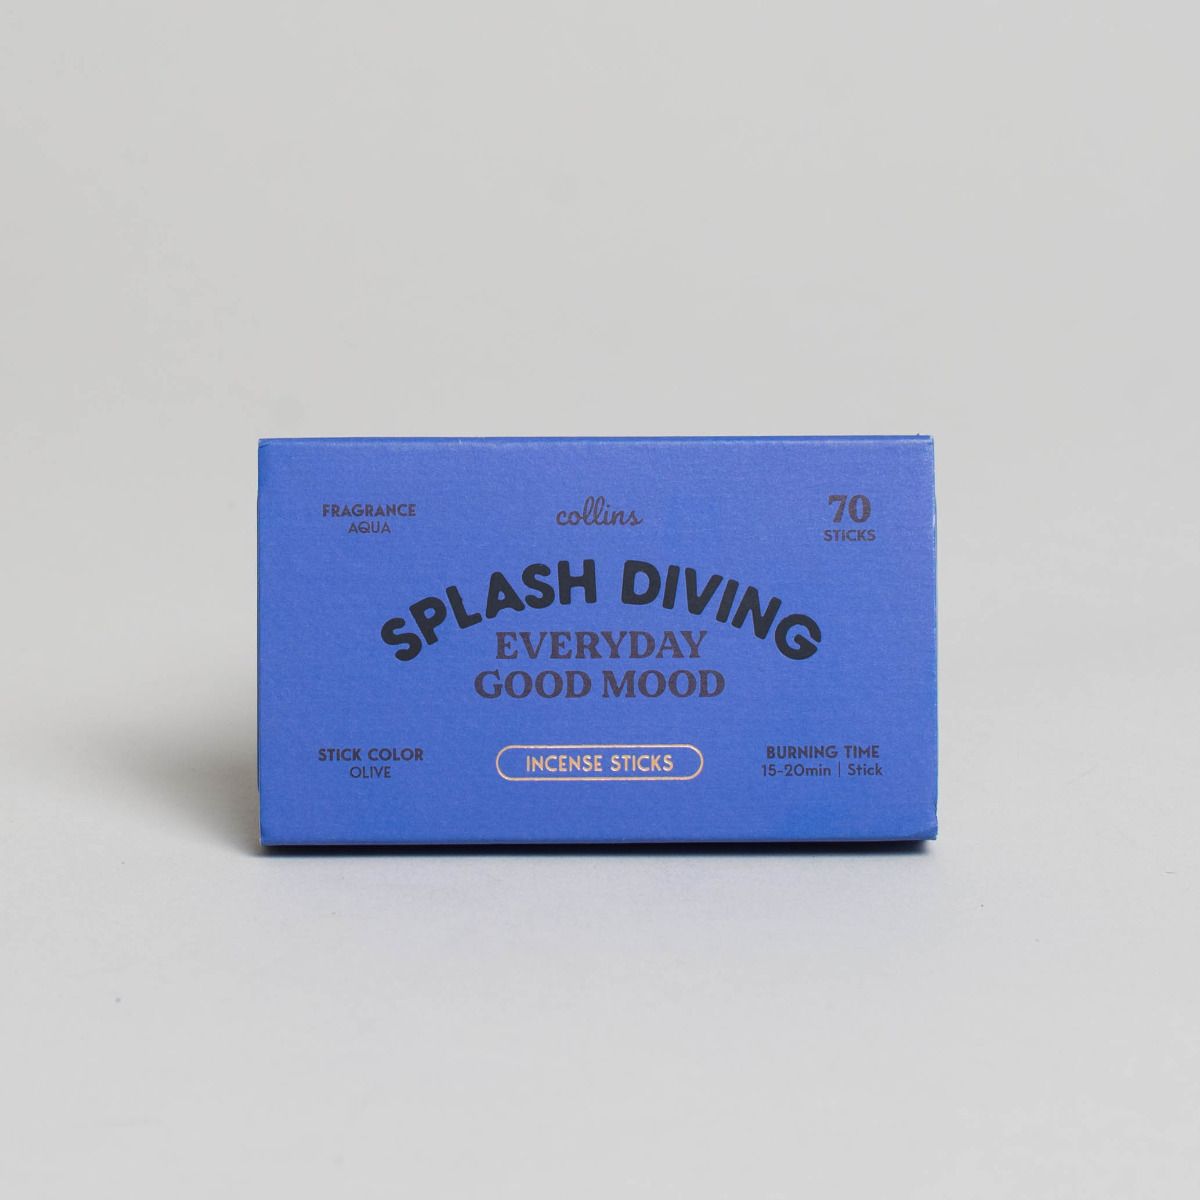 FRAGRANCE
AQUA
collins
70
STICKS
SPLASH DIVING
EVERYDAY
GOOD MOOD
STICK COLOR
OLIVE
INCENSE STICKS
BURNING TIME
15-20min | Stick